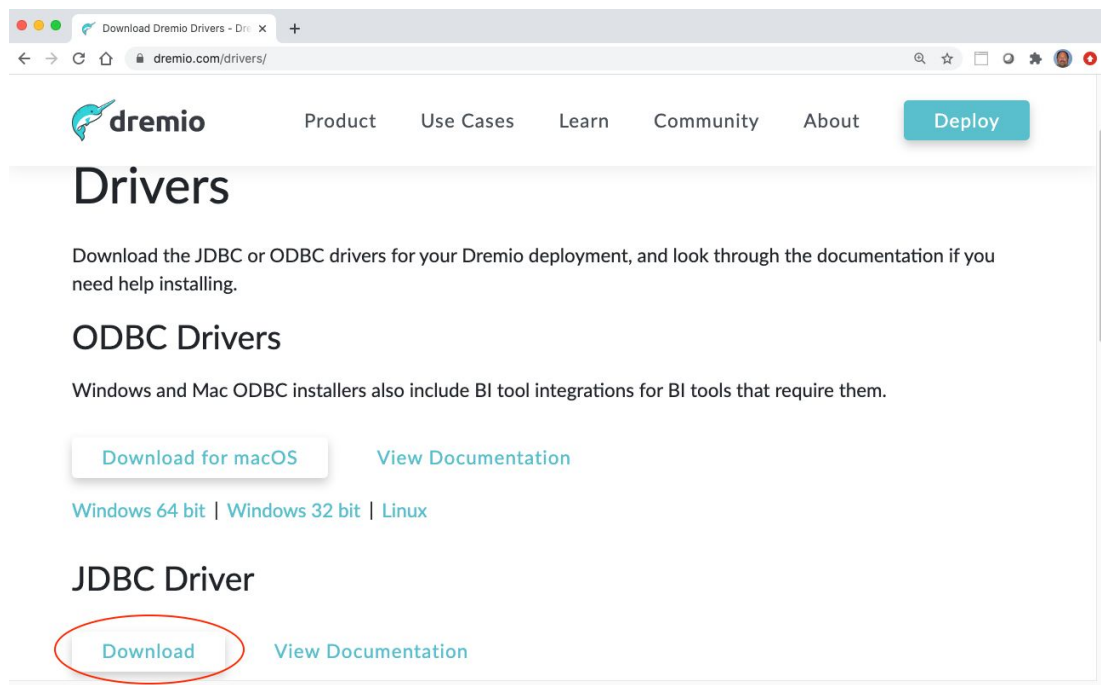 Download Dremio Drivers - Dre
dremio.com/drivers/
dremio Product Use Cases Learn Community About Deploy
Drivers
Download the JDBC or ODBC drivers for your Dremio deployment, and look through the documentation if you
need help installing.
ODBC Drivers
Windows and Mac ODBC installers also include BI tool integrations for BI tools that require them.
Download for macOS View Documentation
Windows 64 bit | Windows 32 bit | Linux
JDBC Driver
Download View Documentation